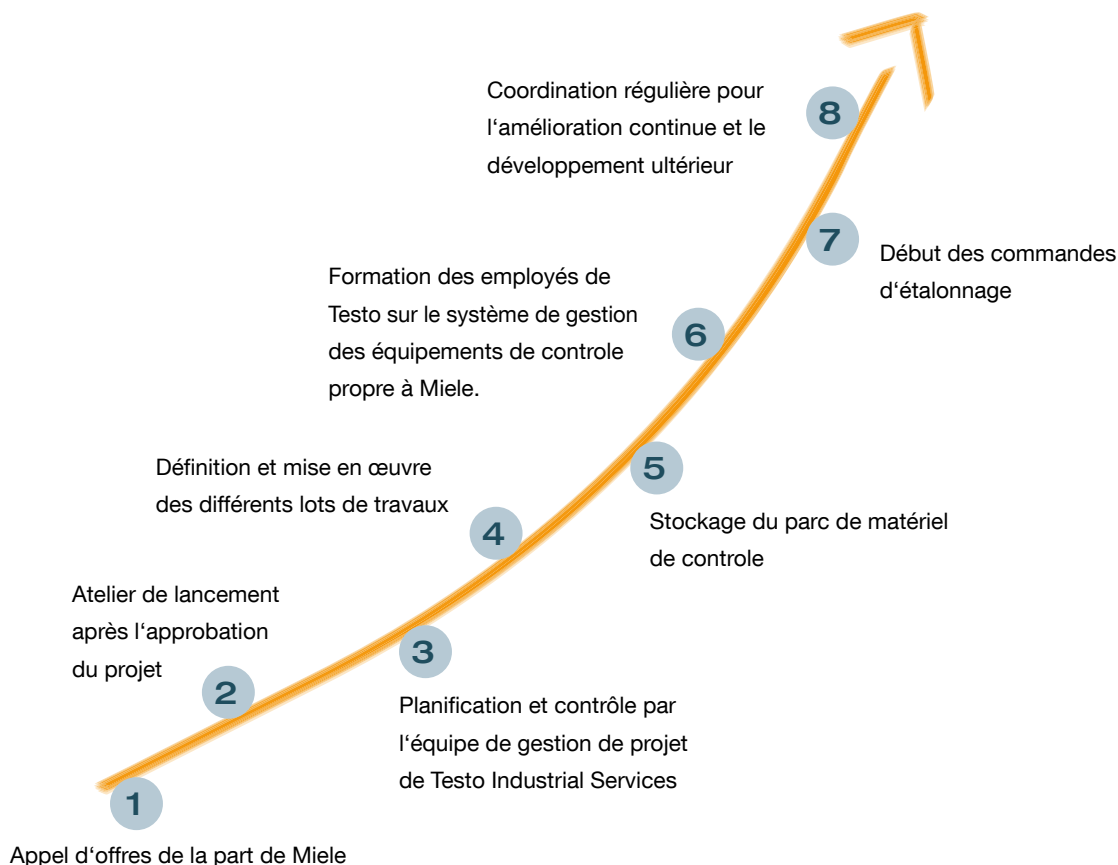 1
Appel d‘offres de la part de Miele
2
Atelier de lancement
après l‘approbation
du projet
3
Planification et contrôle par
l‘équipe de gestion de projet
de Testo Industrial Services
4
Définition et mise en œuvre
des différents lots de travaux
5
Stockage du parc de matériel
de controle
6
Formation des employés de
Testo sur le système de gestion
des équipements de controle
propre à Miele.
7
Début des commandes
d‘étalonnage
8
Coordination régulière pour
l‘amélioration continue et le
développement ultérieur